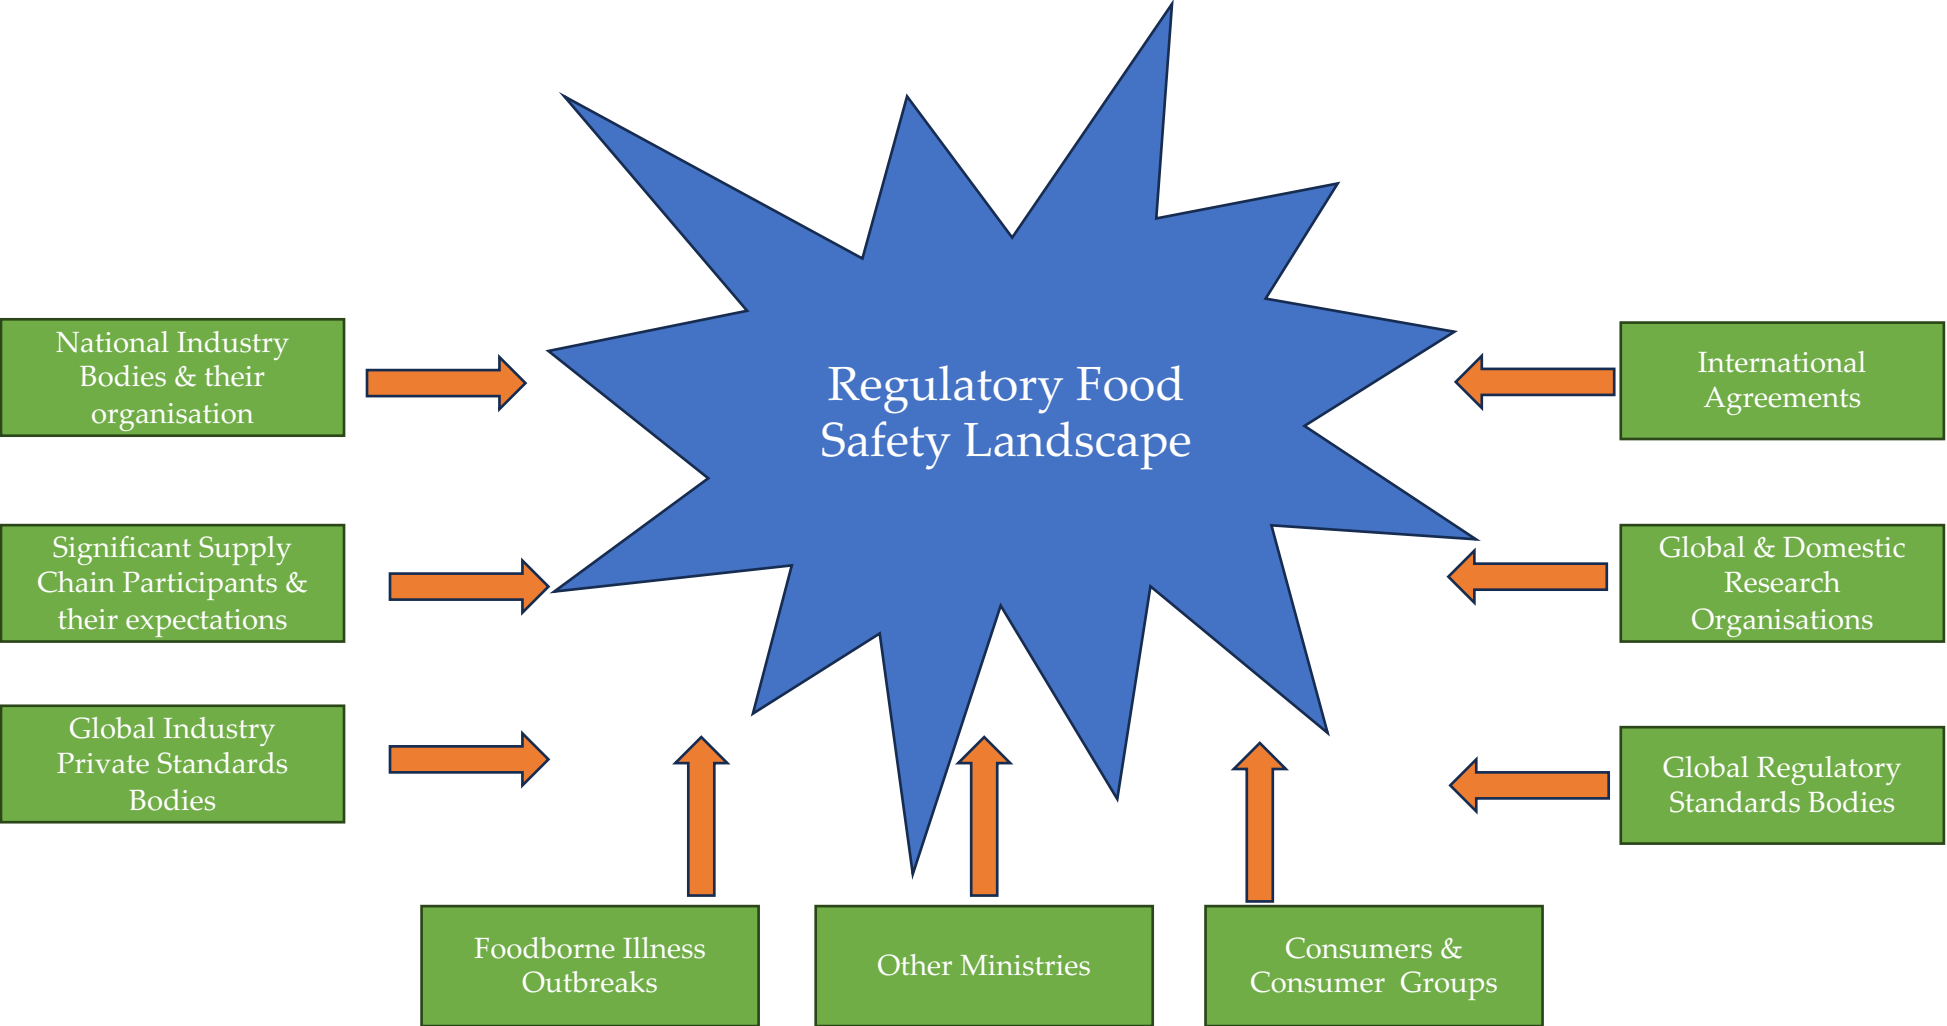 National Industry
Bodies & their
organisation
Significant Supply
Chain Participants &
their expectations
Global Industry
Private Standards
Bodies
Regulatory Food
Safety Landscape
International
Agreements
Global & Domestic
Research
Organisations
Global Regulatory
Standards Bodies
Foodborne Illness
Outbreaks
Other Ministries
Consumers &
Consumer  Groups